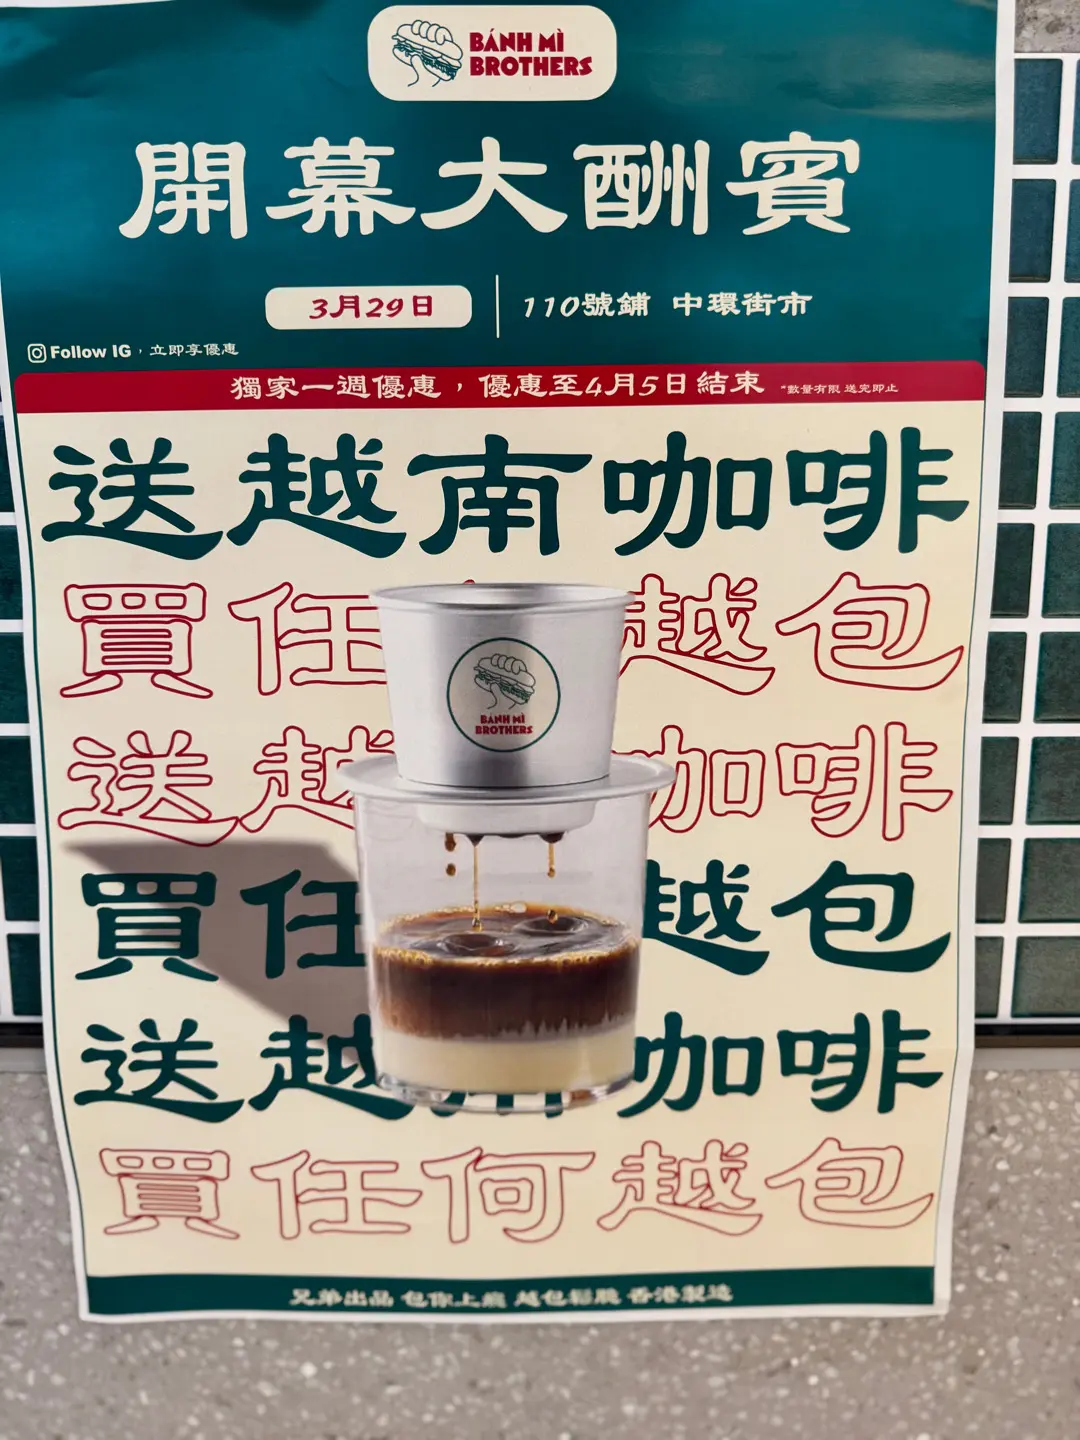 BÁNH MÌ
BROTHERS
開幕大酬賓
3月29日
110號鋪 中環街市
Follow IG,立即享優惠
獨家一週優惠,優惠至4月5日結束 *數量有限 送完即止
送越南咖啡
買任 越包
送越 咖啡
BÁNH MÌ
BROTHERS
買任 越包
送越南咖啡
買任何越包
兄弟出品 包你上癮 越包鬆脆 香港製造